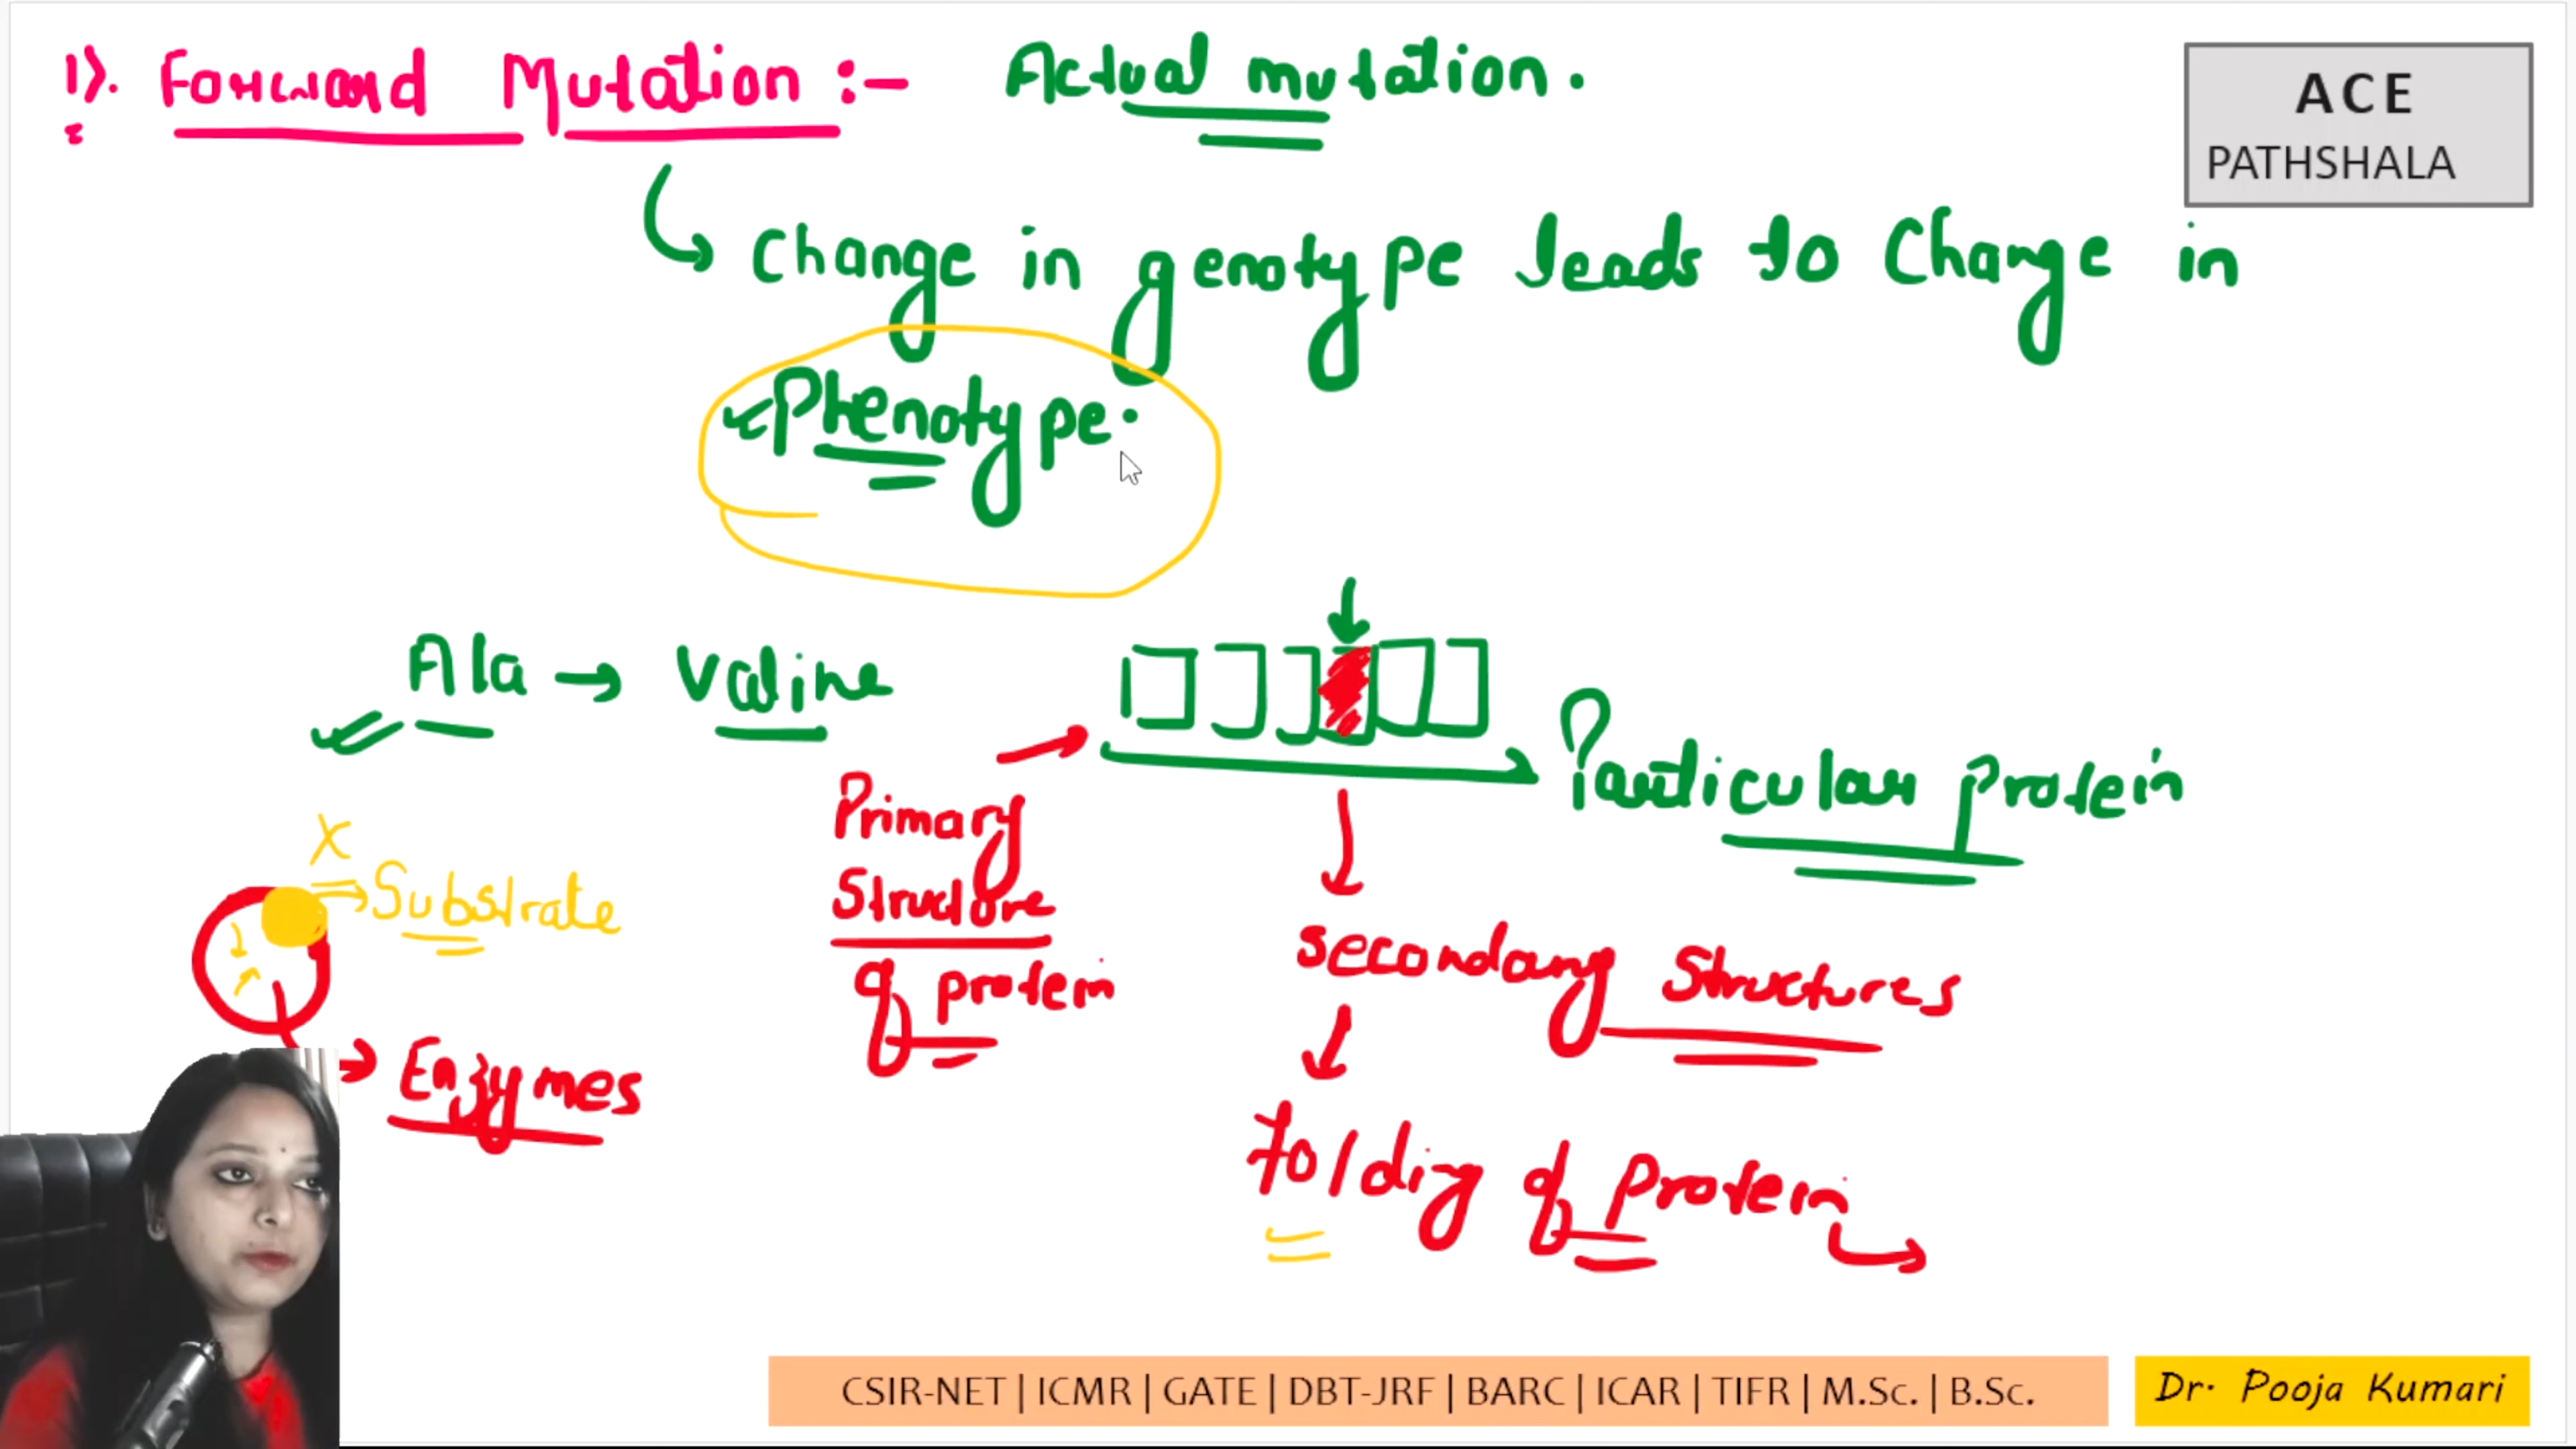 1). Forward Mutation :- Actual mutation.
ACE
PATHSHALA
Change in genotype leads to Change in
Phenotype.
Ala → Valine
Particular protein
Primary
Structure
of protein
X
Substrate
Secondary Structures
Enzymes
folding of protein
CSIR-NET | ICMR | GATE | DBT-JRF | BARC | ICAR | TIFR | M.Sc. | B.Sc.
Dr. Pooja Kumari